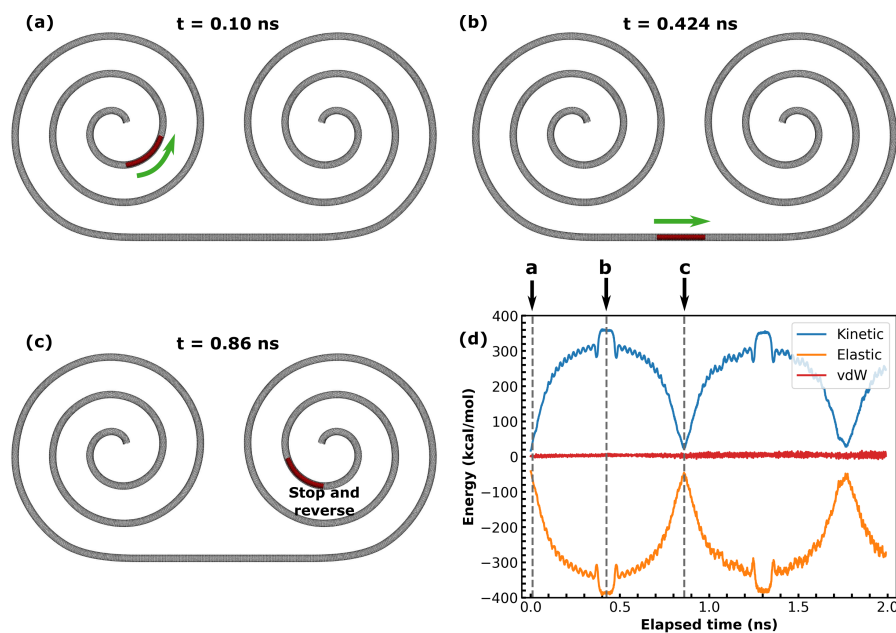 (a)
t = 0.10 ns
(b)
t = 0.424 ns
(c)
t = 0.86 ns
Stop and
reverse
a
b
c
(d)
Kinetic
Elastic
vdW
400
300
200
100
0
−100
−200
−300
−400
Energy (kcal/mol)
0.0
0.5
1.0
1.5
2.0
Elapsed time (ns)